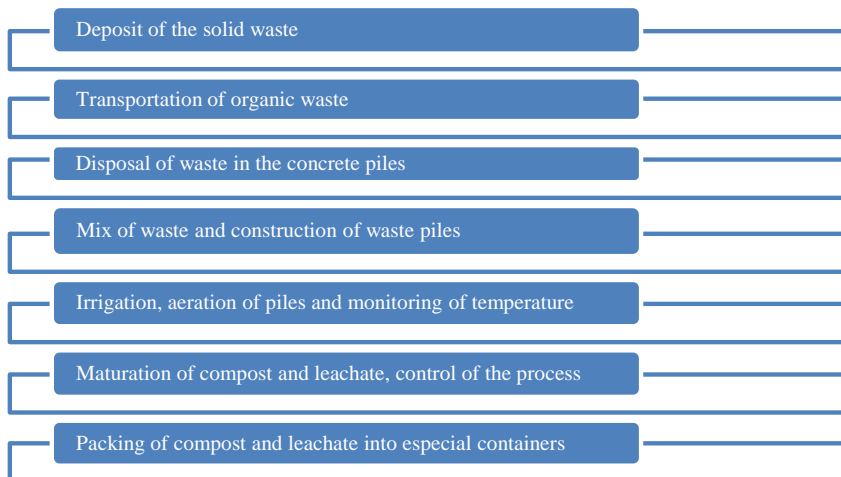 Deposit of the solid waste
Transportation of organic waste
Disposal of waste in the concrete piles
Mix of waste and construction of waste piles
Irrigation, aeration of piles and monitoring of temperature
Maturation of compost and leachate, control of the process
Packing of compost and leachate into especial containers